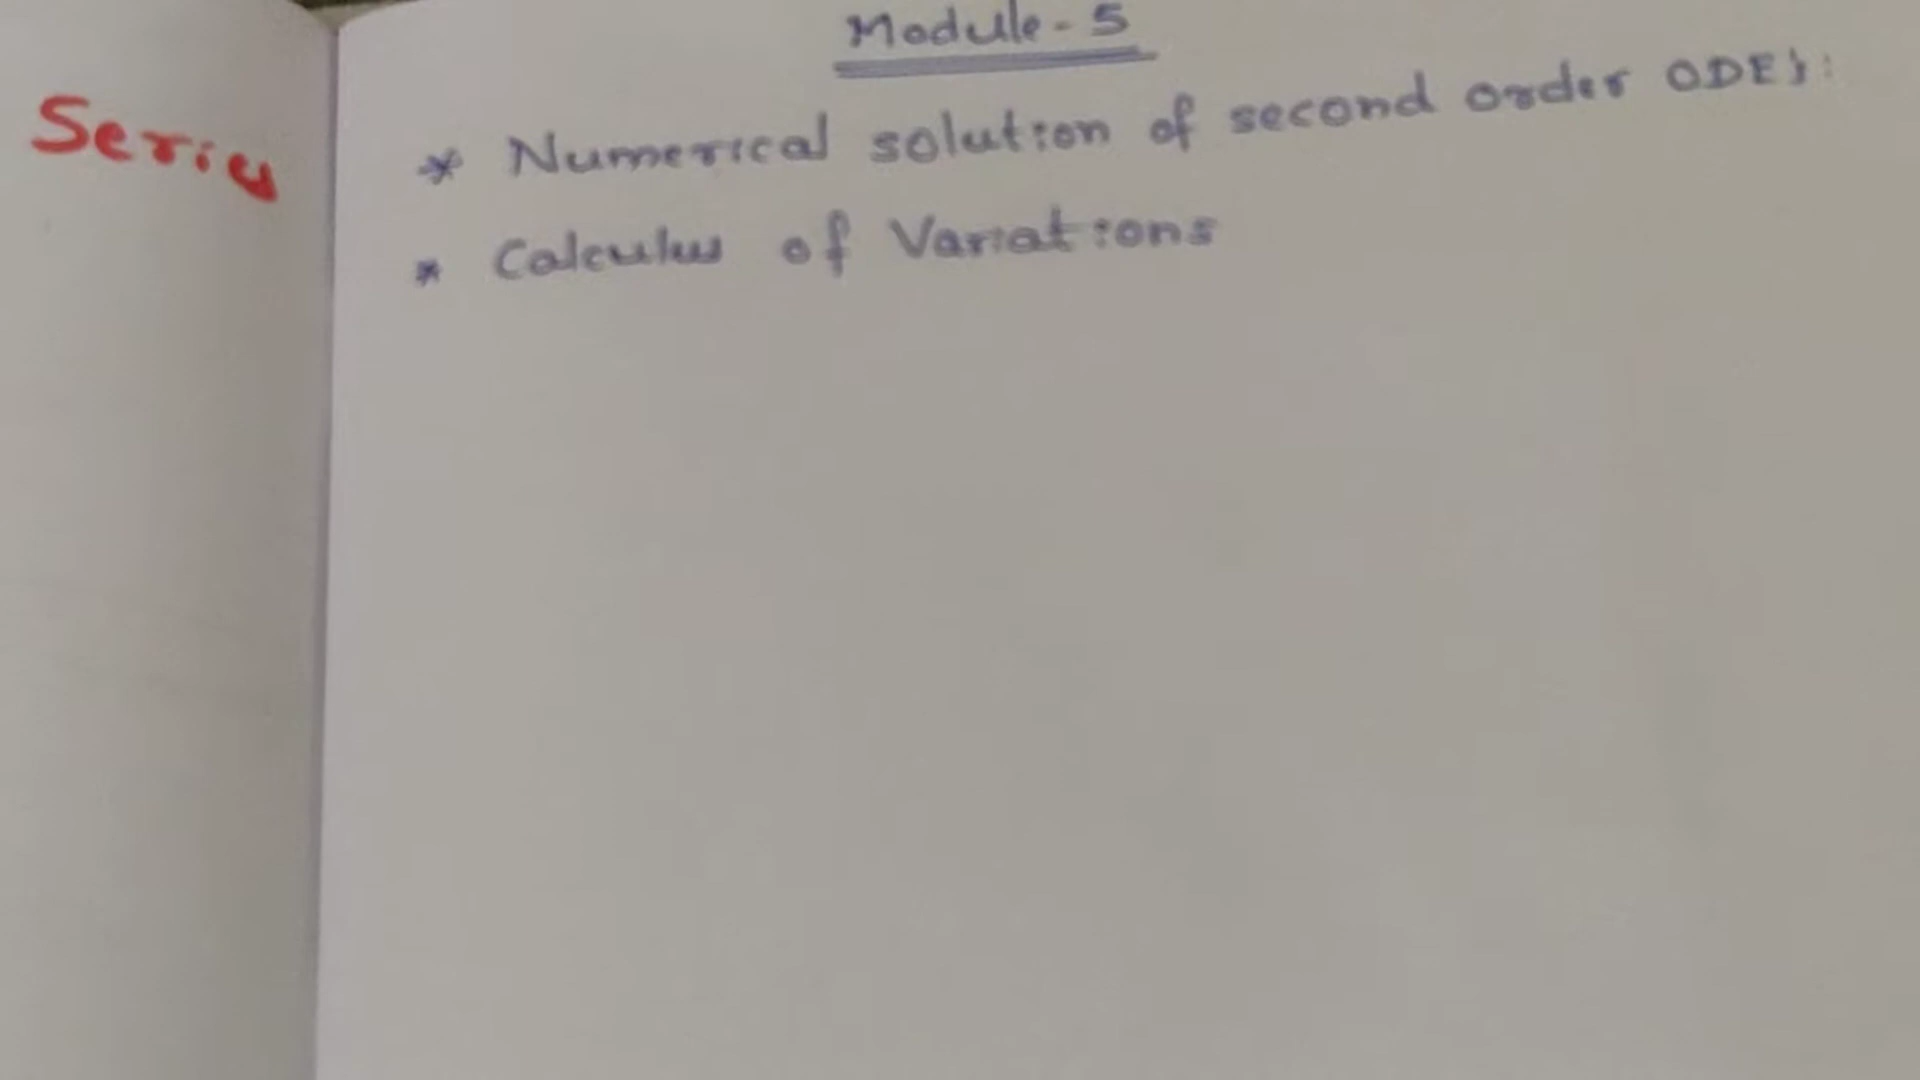 Series
Module - 5
* Numerical solution of second order ODE's:
* Calculus of Variations